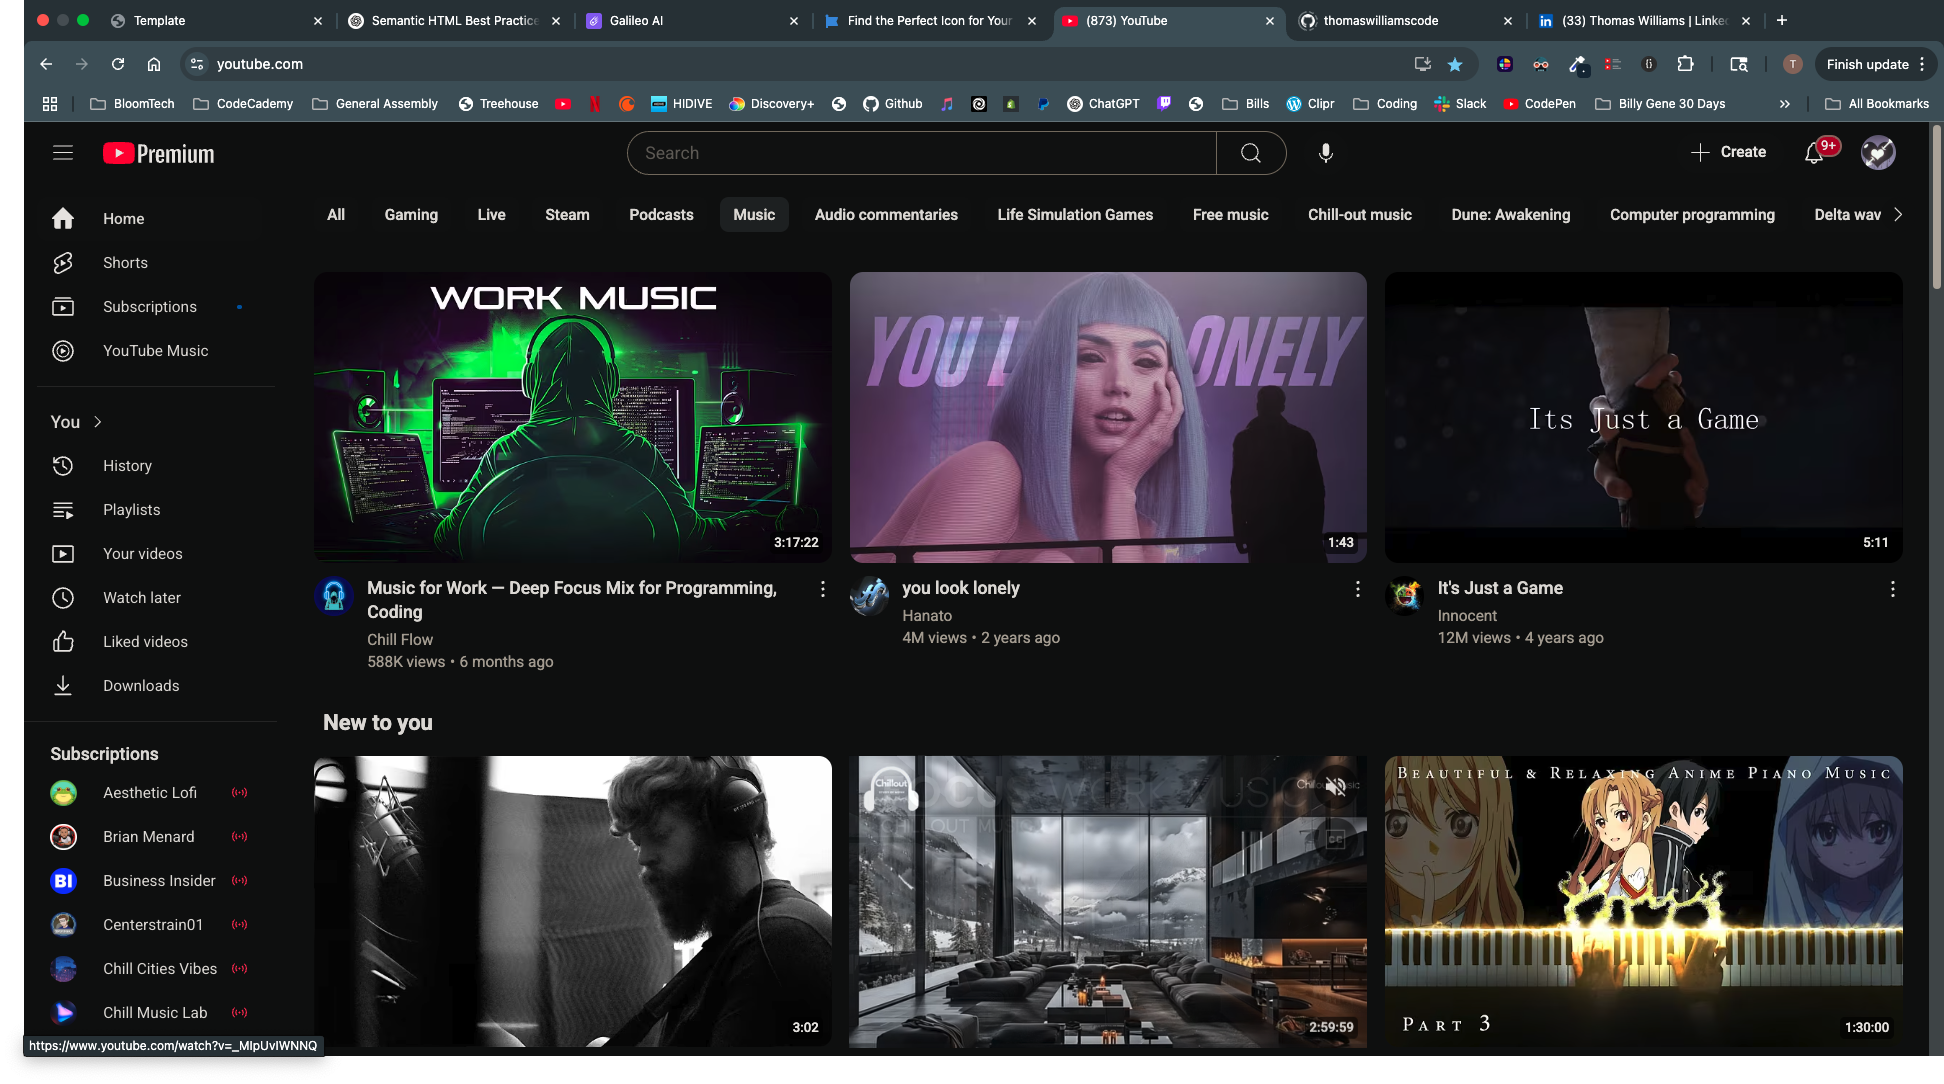 Template
Semantic HTML Best Practice
Galileo AI
Find the Perfect Icon for Your
(873) YouTube
thomaswilliamscode
(33) Thomas Williams | Linke
youtube.com
T
Finish update
BloomTech
CodeCademy
General Assembly
Treehouse
HIDIVE
Discovery+
Github
ChatGPT
Bills
Clipr
Coding
Slack
CodePen
Billy Gene 30 Days
All Bookmarks
Premium
Search
Create
9+
Home
Shorts
Subscriptions
YouTube Music
You
History
Playlists
Your videos
Watch later
Liked videos
Downloads
Subscriptions
Aesthetic Lofi
Brian Menard
BI
Business Insider
Centerstrain01
Chill Cities Vibes
Chill Music Lab
https://www.youtube.com/watch?v=_MIpUvIWNNQ
All
Gaming
Live
Steam
Podcasts
Music
Audio commentaries
Life Simulation Games
Free music
Chill-out music
Dune: Awakening
Computer programming
Delta wav
WORK MUSIC
3:17:22
Music for Work — Deep Focus Mix for Programming,
Coding
Chill Flow
588K views • 6 months ago
YOU L ONELY
1:43
you look lonely
Hanato
4M views • 2 years ago
Its Just a Game
5:11
It's Just a Game
Innocent
12M views • 4 years ago
New to you
3:02
Chillout
MUSIC
CHILLOUT
CC
2:59:59
Beautiful & Relaxing Anime Piano Music
Part 3
1:30:00